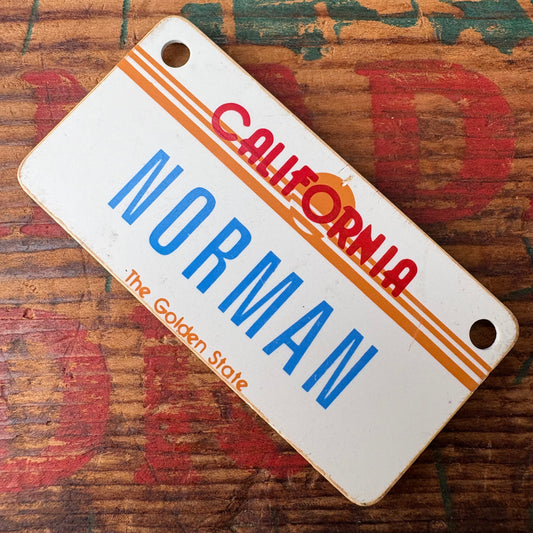 CALIFORNIA
NORMAN
The Golden State